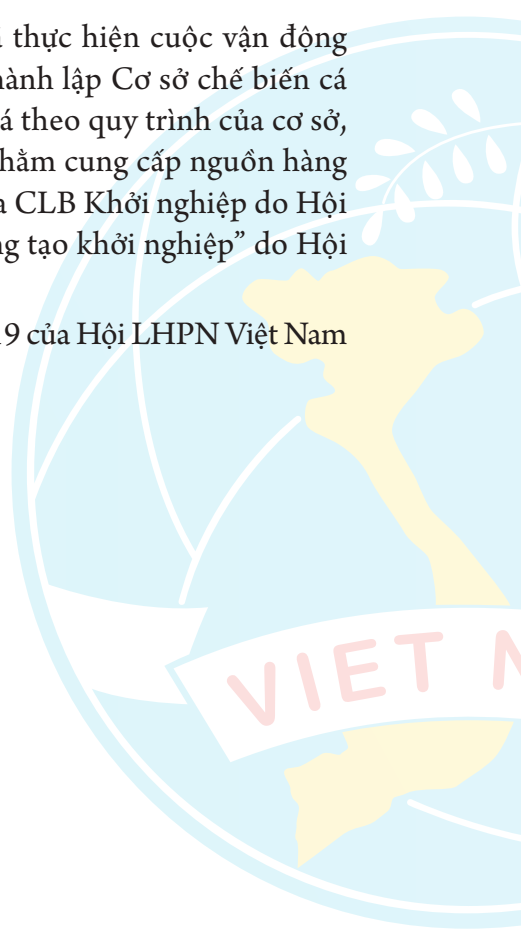 thực hiện cuộc vận động
hành lập Cơ sở chế biến cá
á theo quy trình của cơ sở,
hằm cung cấp nguồn hàng
a CLB Khởi nghiệp do Hội
ng tạo khởi nghiệp” do Hội
9 của Hội LHPN Việt Nam
VIET N